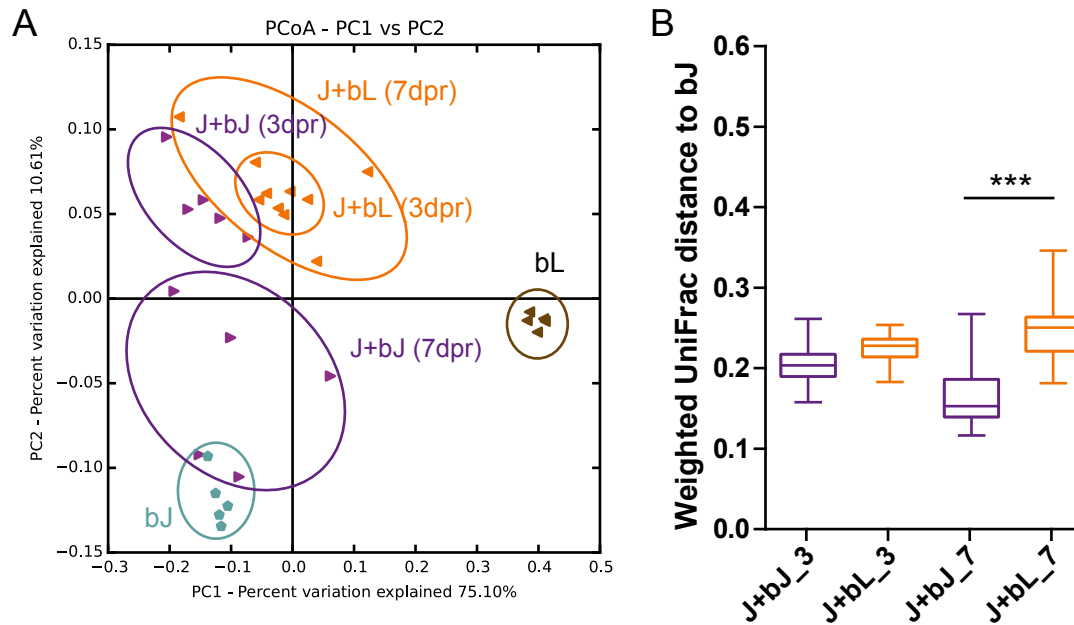 A
PCoA - PC1 vs PC2
0.15
0.10
0.05
0.00
−0.05
−0.10
−0.15
PC2 - Percent variation explained 10.61%
−0.3
−0.2
−0.1
0.0
0.1
0.2
0.3
0.4
0.5
PC1 - Percent variation explained 75.10%
J+bL (7dpr)
J+bJ (3dpr)
J+bL (3dpr)
bL
J+bJ (7dpr)
bJ
B
0.6
0.5
0.4
0.3
0.2
0.1
0.0
Weighted UniFrac distance to bJ
***
J+bJ_3
J+bL_3
J+bJ_7
J+bL_7